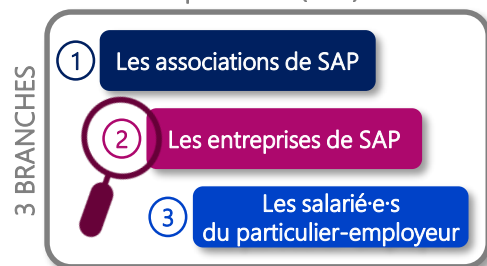 3 BRANCHES
1 Les associations de SAP
2 Les entreprises de SAP
3 Les salarié·e·s
du particulier-employeur